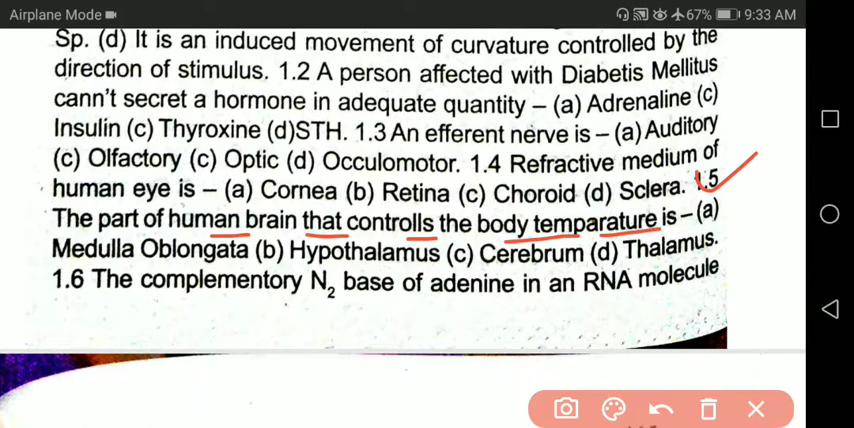 Airplane Mode 67% 9:33 AM
Sp. (d) It is an induced movement of curvature controlled by the
direction of stimulus. 1.2 A person affected with Diabetis Mellitus
cann't secret a hormone in adequate quantity – (a) Adrenaline (c)
Insulin (c) Thyroxine (d)STH. 1.3 An efferent nerve is – (a) Auditory
(c) Olfactory (c) Optic (d) Occulomotor. 1.4 Refractive medium of
human eye is – (a) Cornea (b) Retina (c) Choroid (d) Sclera. 1.5
The part of human brain that controlls the body temparature is – (a)
Medulla Oblongata (b) Hypothalamus (c) Cerebrum (d) Thalamus.
1.6 The complementory N₂ base of adenine in an RNA molecule